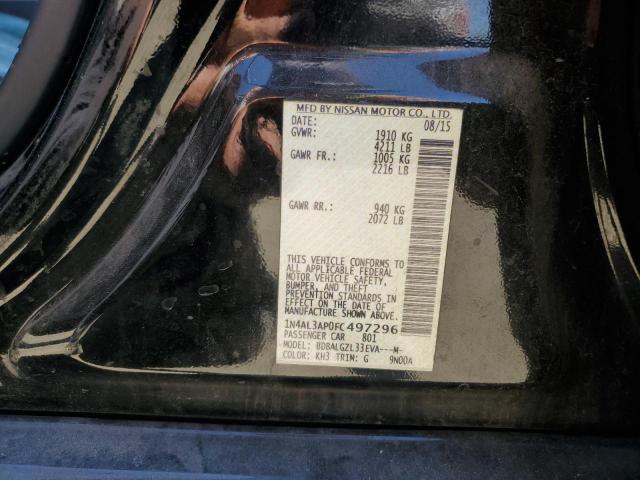 MFD BY NISSAN MOTOR CO., LTD.
DATE: 08/15
GVWR: 1910 KG
4211 LB
GAWR FR.: 1005 KG
2216 LB
GAWR RR.: 940 KG
2072 LB
THIS VEHICLE CONFORMS TO
ALL APPLICABLE FEDERAL
MOTOR VEHICLE SAFETY,
BUMPER, AND THEFT
PREVENTION STANDARDS IN
EFFECT ON THE DATE OF
MANUFACTURE SHOWN ABOVE.
1N4AL3AP0FC497296
PASSENGER CAR 801
MODEL: BDBALGZL33EVA---M-
COLOR: KH3 TRIM: G 9N00A